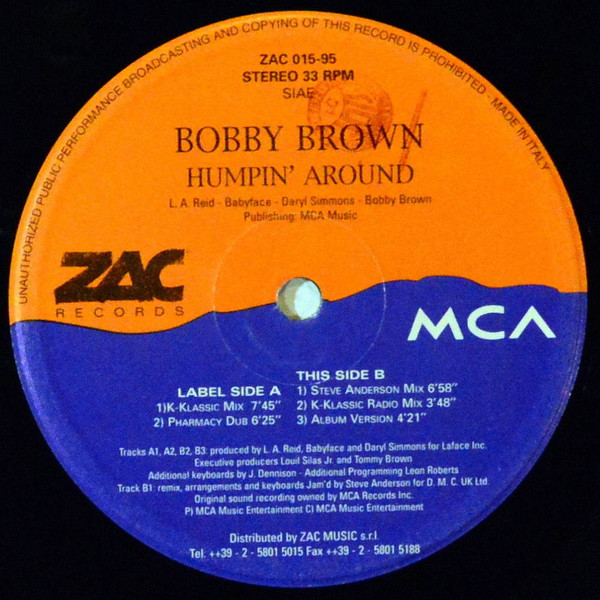 UNAUTHORIZED PUBLIC PERFORMANCE BROADCASTING AND COPYING OF THIS RECORD IS PROHIBITED - MADE IN ITALY
ZAC 015-95
STEREO 33 RPM
SIAE
BOBBY BROWN
HUMPIN' AROUND
L. A. Reid - Babyface - Daryl Simmons - Bobby Brown
Publishing: MCA Music
ZAC
RECORDS
MCA
LABEL SIDE A
1)K-KLASSIC MIX 7'45"
2) PHARMACY DUB 6'25"
THIS SIDE B
1) STEVE ANDERSON MIX 6'58"
2) K-KLASSIC RADIO MIX 3'48"
3) ALBUM VERSION 4'21"
Tracks A1, A2, B2, B3: produced by L. A. Reid, Babyface and Daryl Simmons for Laface Inc.
Executive producers Louil Silas Jr. and Tommy Brown
Additional keyboards by J. Dennison - Additional Programming Leon Roberts
Track B1: remix, arrangements and keyboards Jam'd by Steve Anderson for D. M. C. UK Ltd.
Original sound recording owned by MCA Records Inc.
P) MCA Music Entertainment C) MCA Music Entertainment
Distributed by ZAC MUSIC s.r.l.
Tel. ++39 - 2 - 5801 5015 Fax ++39 - 2 - 5801 5188